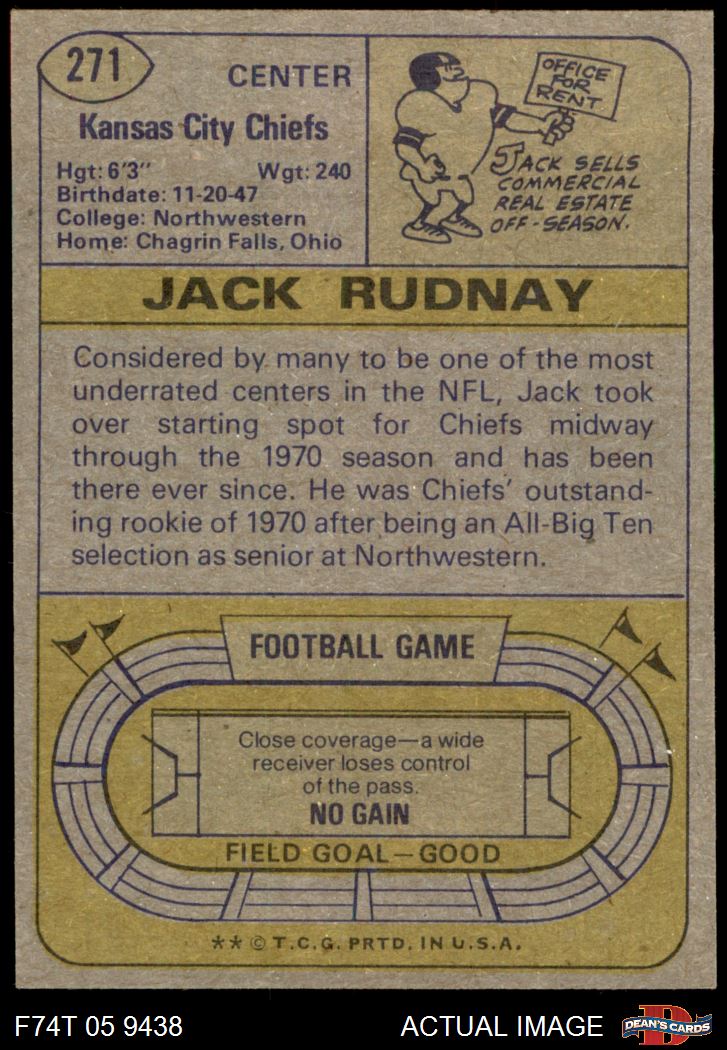 271
CENTER
Kansas City Chiefs
Hgt: 6'3" Wgt: 240
Birthdate: 11-20-47
College: Northwestern
Home: Chagrin Falls, Ohio
OFFICE
FOR
RENT
JACK SELLS
COMMERCIAL
REAL ESTATE
OFF-SEASON.
JACK RUDNAY
Considered by many to be one of the most
underrated centers in the NFL, Jack took
over starting spot for Chiefs midway
through the 1970 season and has been
there ever since. He was Chiefs' outstand-
ing rookie of 1970 after being an All-Big Ten
selection as senior at Northwestern.
FOOTBALL GAME
Close coverage—a wide
receiver loses control
of the pass.
NO GAIN
FIELD GOAL—GOOD
** © T.C.G. PRTD. IN U.S.A.
F74T 05 9438 ACTUAL IMAGE
D
DEAN'S CARDS